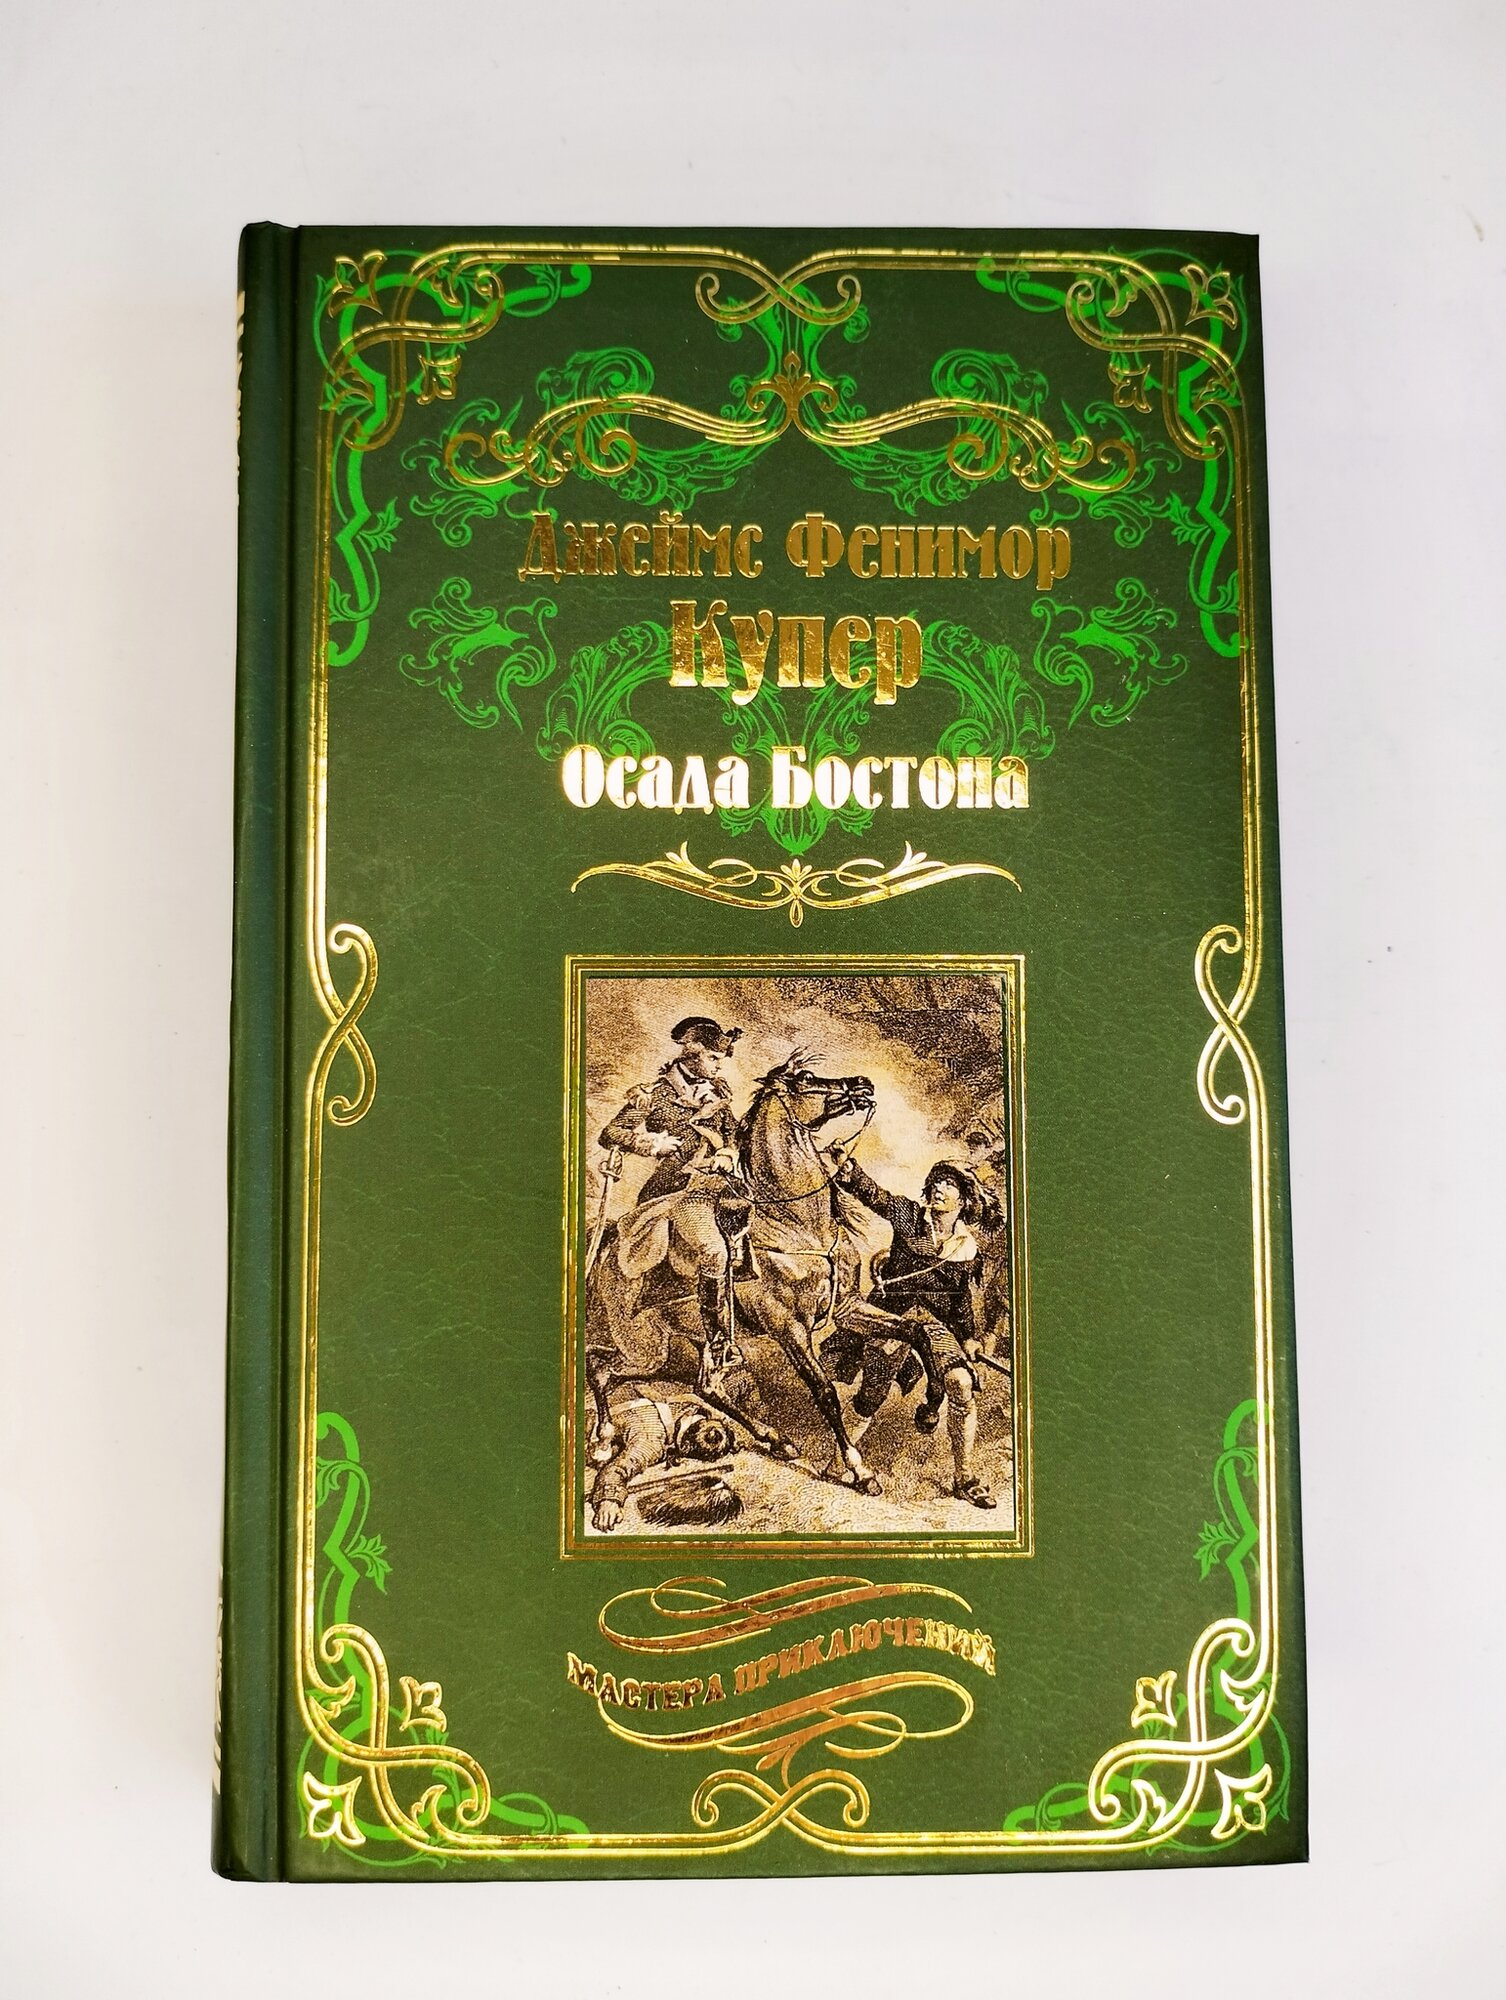 Джеймс Фенимор
Купер
Осада Бостона
МАСТЕРА ПРИКЛЮЧЕНИЙ